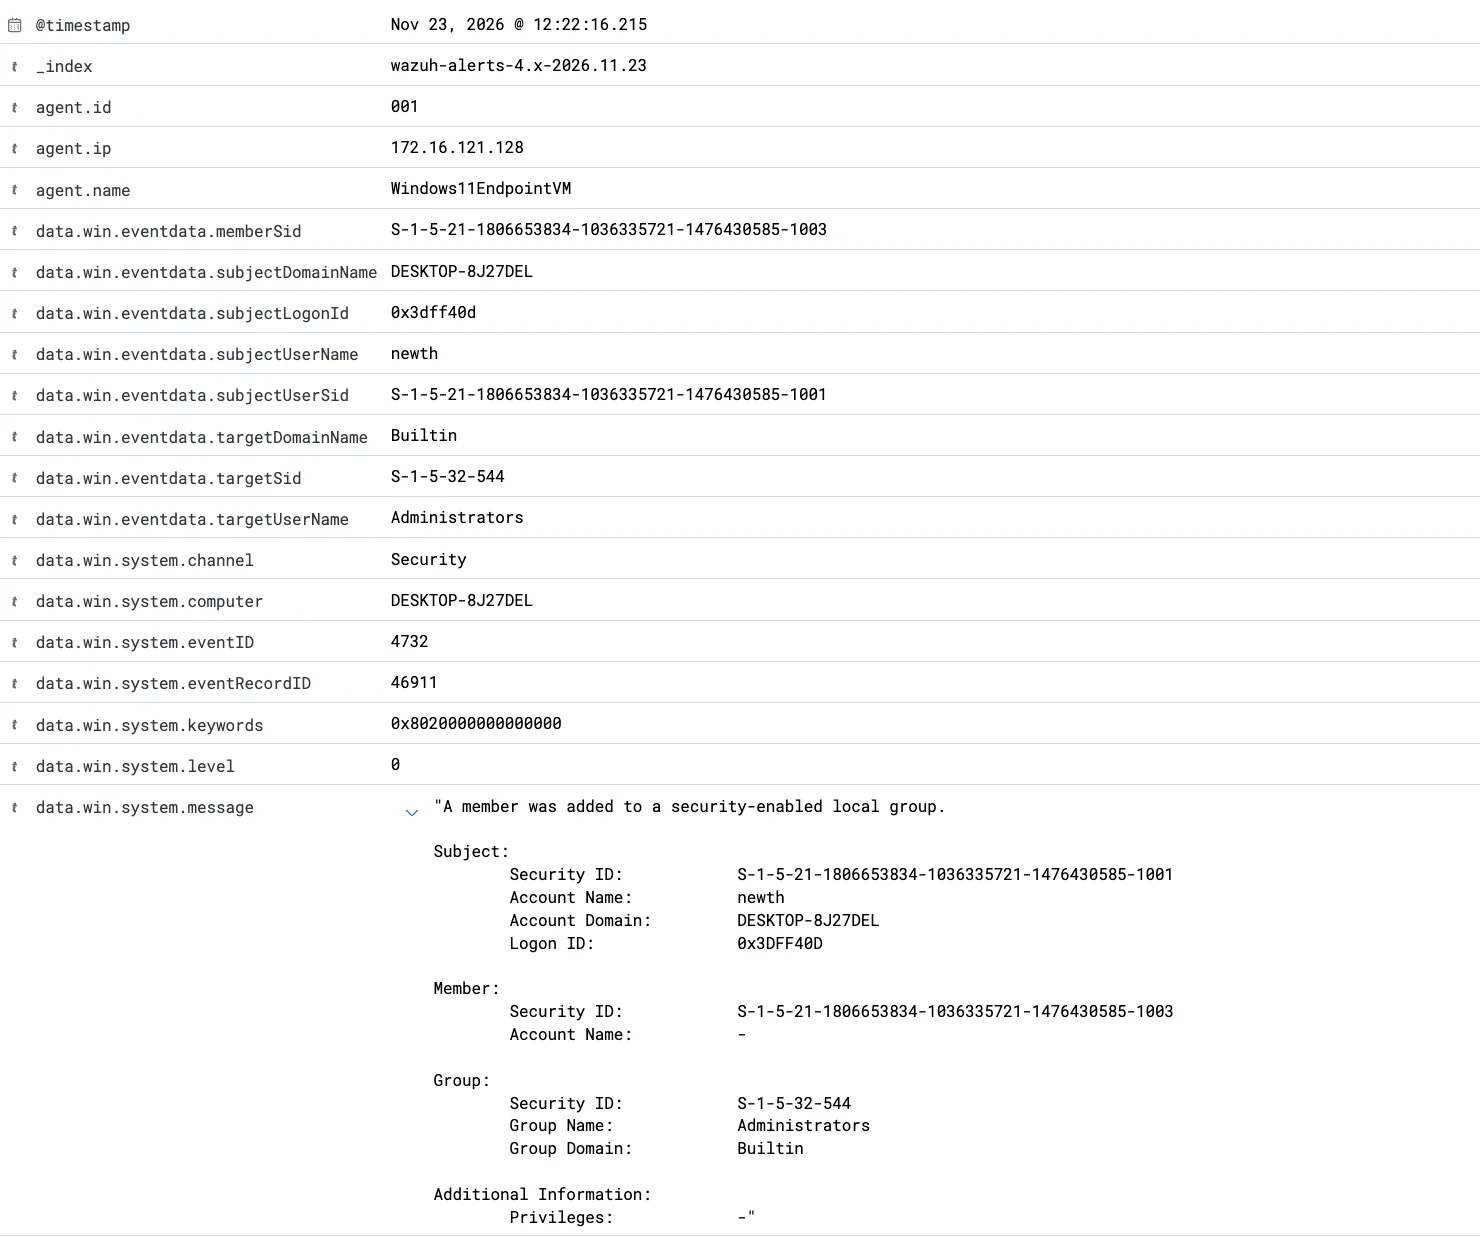 @timestamp Nov 23, 2026 @ 12:22:16.215
t _index wazuh-alerts-4.x-2026.11.23
t agent.id 001
t agent.ip 172.16.121.128
t agent.name Windows11EndpointVM
t data.win.eventdata.memberSid S-1-5-21-1806653834-1036335721-1476430585-1003
t data.win.eventdata.subjectDomainName DESKTOP-8J27DEL
t data.win.eventdata.subjectLogonId 0x3dff40d
t data.win.eventdata.subjectUserName newth
t data.win.eventdata.subjectUserSid S-1-5-21-1806653834-1036335721-1476430585-1001
t data.win.eventdata.targetDomainName Builtin
t data.win.eventdata.targetSid S-1-5-32-544
t data.win.eventdata.targetUserName Administrators
t data.win.system.channel Security
t data.win.system.computer DESKTOP-8J27DEL
t data.win.system.eventID 4732
t data.win.system.eventRecordID 46911
t data.win.system.keywords 0x8020000000000000
t data.win.system.level 0
t data.win.system.message "A member was added to a security-enabled local group.
Subject:
Security ID: S-1-5-21-1806653834-1036335721-1476430585-1001
Account Name: newth
Account Domain: DESKTOP-8J27DEL
Logon ID: 0x3DFF40D
Member:
Security ID: S-1-5-21-1806653834-1036335721-1476430585-1003
Account Name: -
Group:
Security ID: S-1-5-32-544
Group Name: Administrators
Group Domain: Builtin
Additional Information:
Privileges: -"